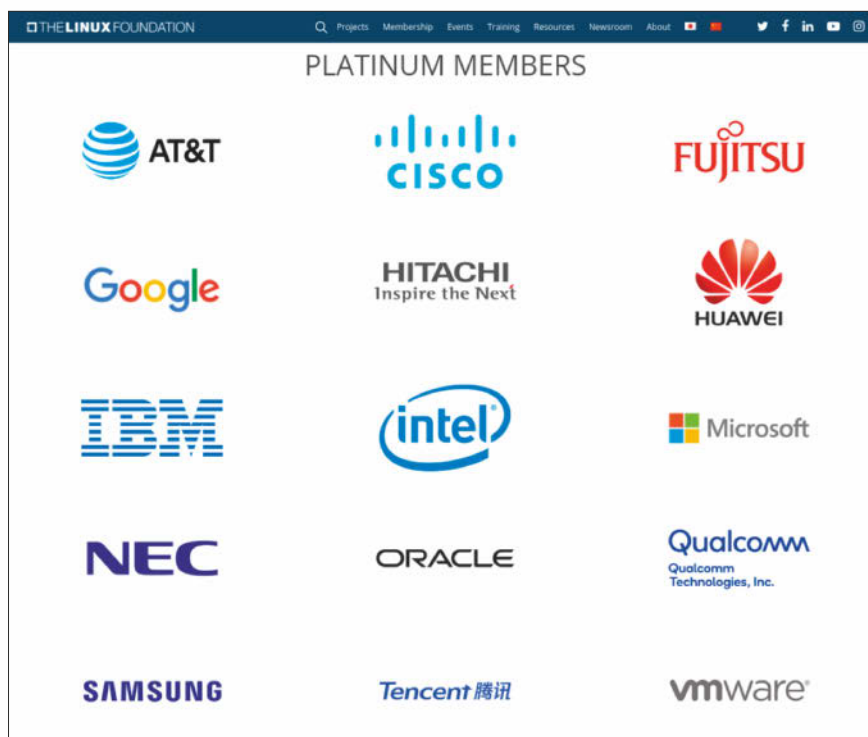 THE LINUX FOUNDATION Projects Membership Events Training Resources Newsroom About
PLATINUM MEMBERS
AT&T
CISCO
FUJITSU
Google
HITACHI
Inspire the Next
HUAWEI
IBM
intel
Microsoft
NEC
ORACLE
Qualcomm
Qualcomm
Technologies, Inc.
SAMSUNG
Tencent 腾讯
vmware